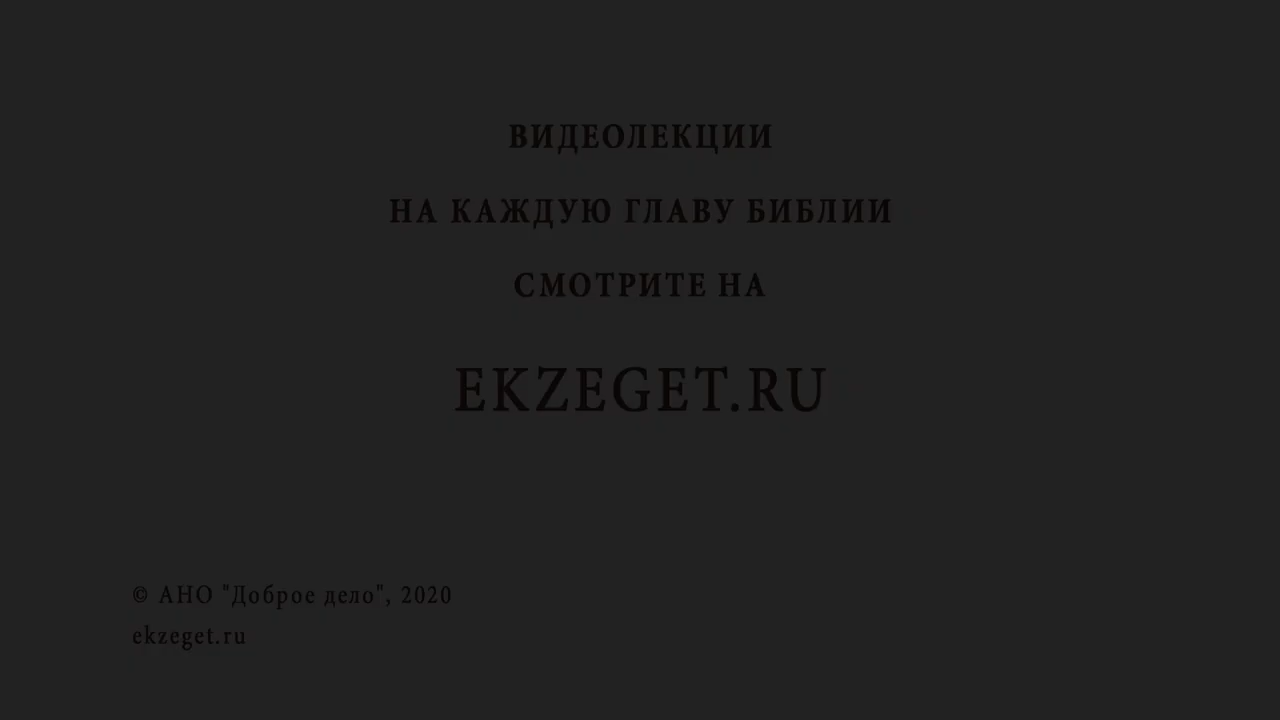 ВИДЕОЛЕКЦИИ
НА КАЖДУЮ ГЛАВУ БИБЛИИ
СМОТРИТЕ НА
EKZEGET.RU
© АНО "Доброе дело", 2020
ekzeget.ru